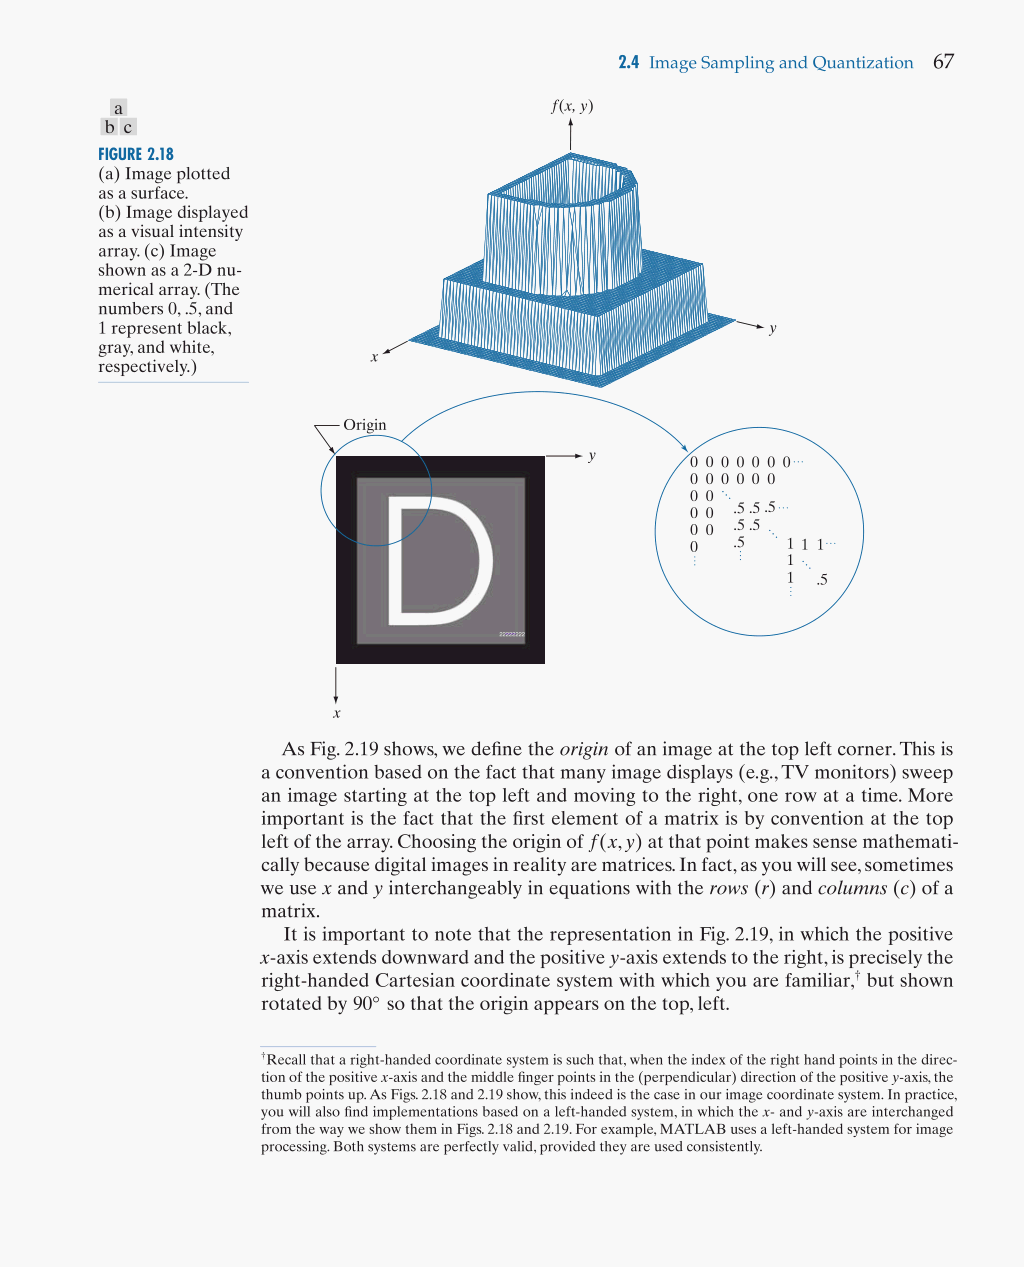 2.4 Image Sampling and Quantization 67
a
b c
FIGURE 2.18
(a) Image plotted
as a surface.
(b) Image displayed
as a visual intensity
array. (c) Image
shown as a 2-D nu-
merical array. (The
numbers 0, .5, and
1 represent black,
gray, and white,
respectively.)
f(x, y)
y
x
Origin
y
x
0 0 0 0 0 0 0 ···
0 0 0 0 0 0
0 0 ⋱
0 0 .5 .5 .5 ···
0 0 .5 .5 ⋱
0 .5 1 1 1 ···
⋮ ⋮ 1 ⋱
1 .5
⋮
22222222
As Fig. 2.19 shows, we define the origin of an image at the top left corner. This is
a convention based on the fact that many image displays (e.g., TV monitors) sweep
an image starting at the top left and moving to the right, one row at a time. More
important is the fact that the first element of a matrix is by convention at the top
left of the array. Choosing the origin of f(x, y) at that point makes sense mathemati-
cally because digital images in reality are matrices. In fact, as you will see, sometimes
we use x and y interchangeably in equations with the rows (r) and columns (c) of a
matrix.
It is important to note that the representation in Fig. 2.19, in which the positive
x-axis extends downward and the positive y-axis extends to the right, is precisely the
right-handed Cartesian coordinate system with which you are familiar,† but shown
rotated by 90° so that the origin appears on the top, left.
†Recall that a right-handed coordinate system is such that, when the index of the right hand points in the direc-
tion of the positive x-axis and the middle finger points in the (perpendicular) direction of the positive y-axis, the
thumb points up. As Figs. 2.18 and 2.19 show, this indeed is the case in our image coordinate system. In practice,
you will also find implementations based on a left-handed system, in which the x- and y-axis are interchanged
from the way we show them in Figs. 2.18 and 2.19. For example, MATLAB uses a left-handed system for image
processing. Both systems are perfectly valid, provided they are used consistently.